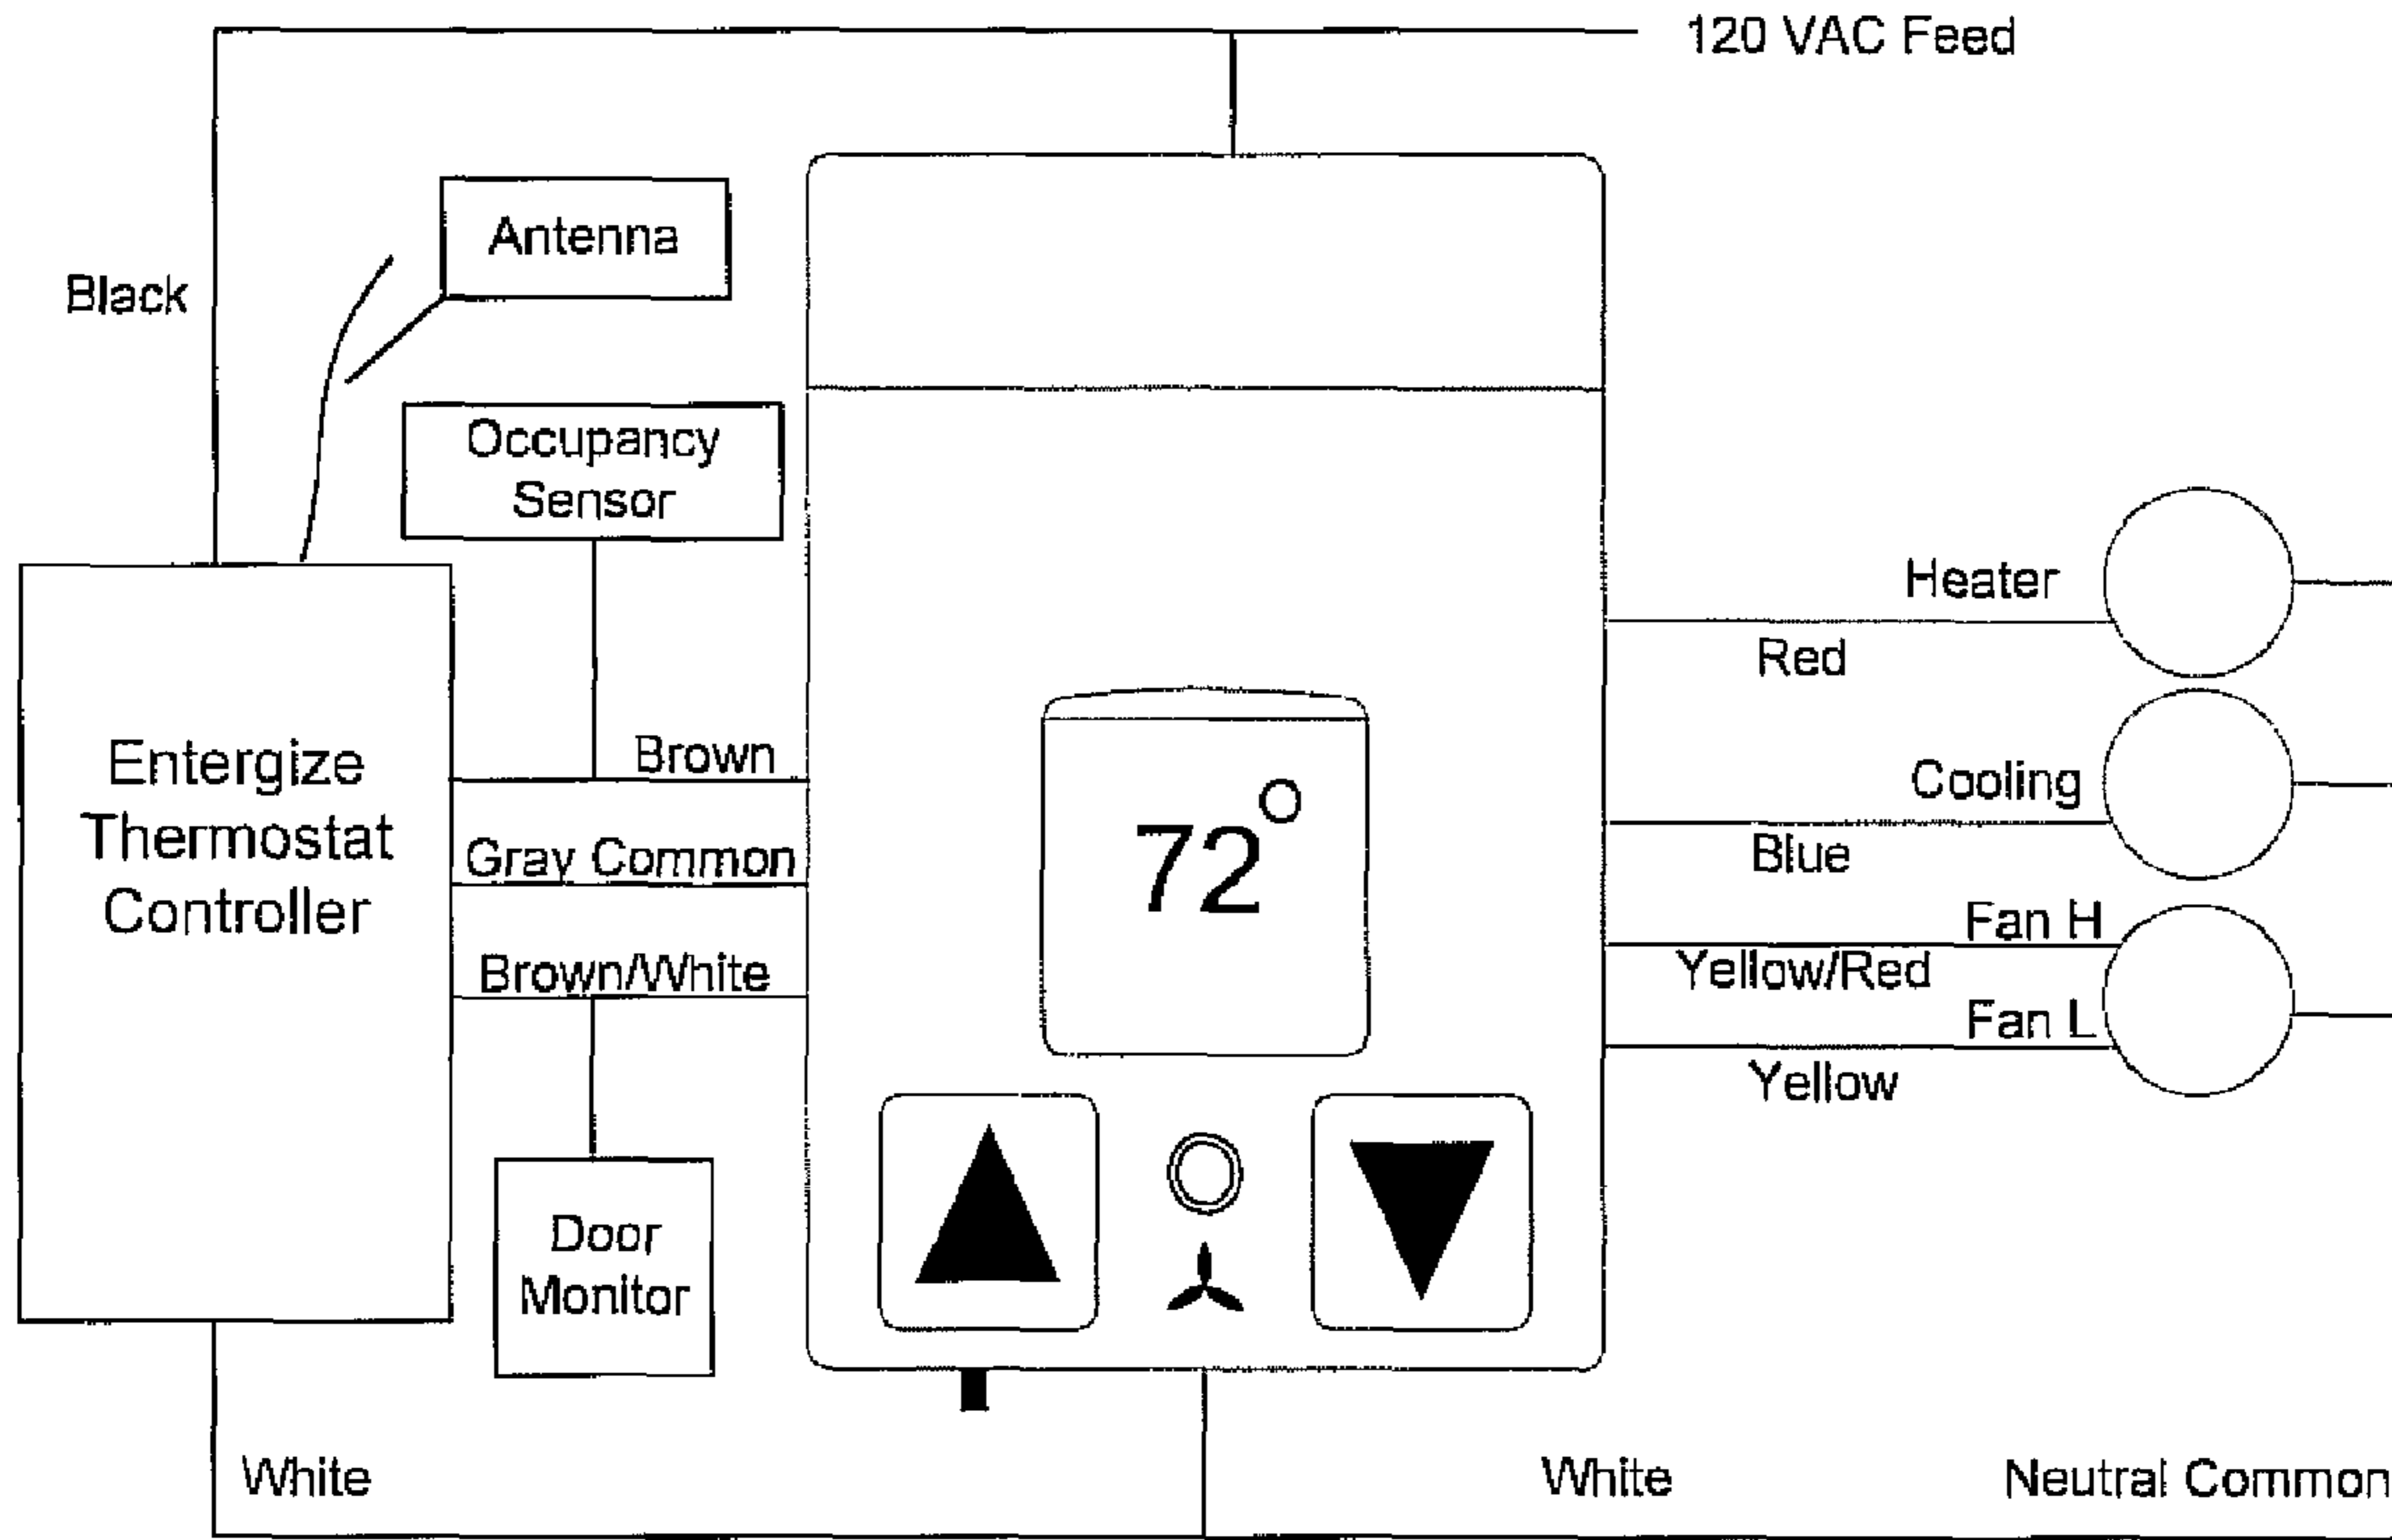 120 VAC Feed
Antenna
Black
Occupancy
Sensor
Heater
Red
Entergize
Thermostat
Controller
Brown
Gray Common
Brown/White
72°
Cooling
Blue
Fan H
Yellow/Red
Fan L
Yellow
Door
Monitor
White
White
Neutral Common